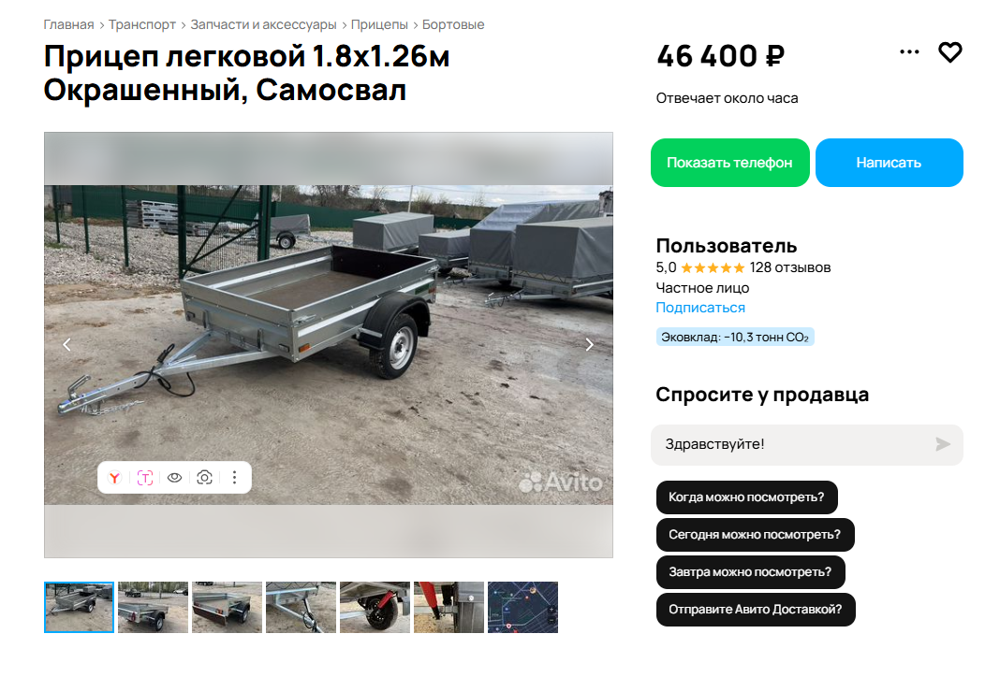 Главная > Транспорт > Запчасти и аксессуары > Прицепы > Бортовые
Прицеп легковой 1.8х1.26м
Окрашенный, Самосвал
46 400 ₽
Отвечает около часа
Показать телефон
Написать
Пользователь
5,0 ★★★★★ 128 отзывов
Частное лицо
Подписаться
Эковклад: −10,3 тонн CO₂
Спросите у продавца
Здравствуйте!
Когда можно посмотреть?
Сегодня можно посмотреть?
Завтра можно посмотреть?
Отправите Авито Доставкой?
Avito